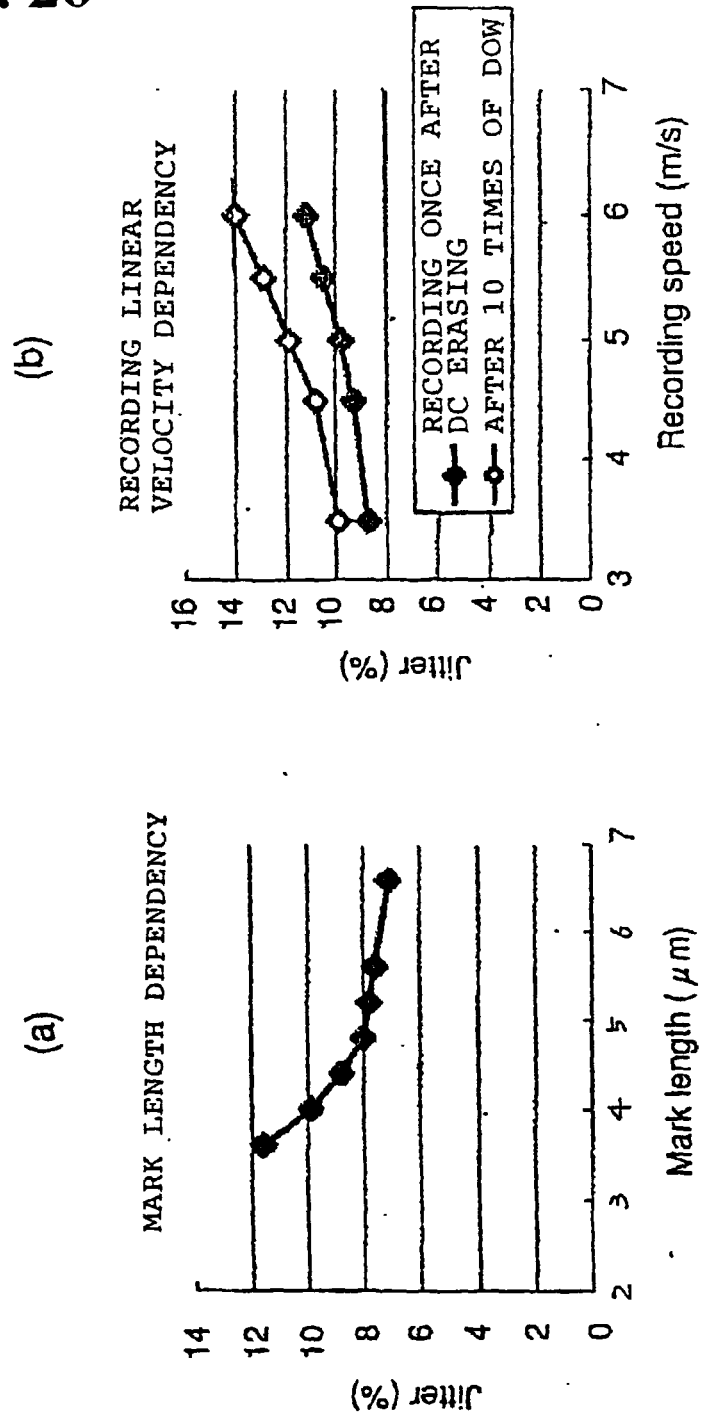 (a)
MARK LENGTH DEPENDENCY
14
12
10
8
6
4
2
0
Jitter (%)
2
3
4
5
6
7
Mark length (μm)
(b)
RECORDING LINEAR
VELOCITY DEPENDENCY
16
14
12
10
8
6
4
2
0
Jitter (%)
3
4
5
6
7
Recording speed (m/s)
RECORDING ONCE AFTER
DC ERASING
AFTER 10 TIMES OF DOW